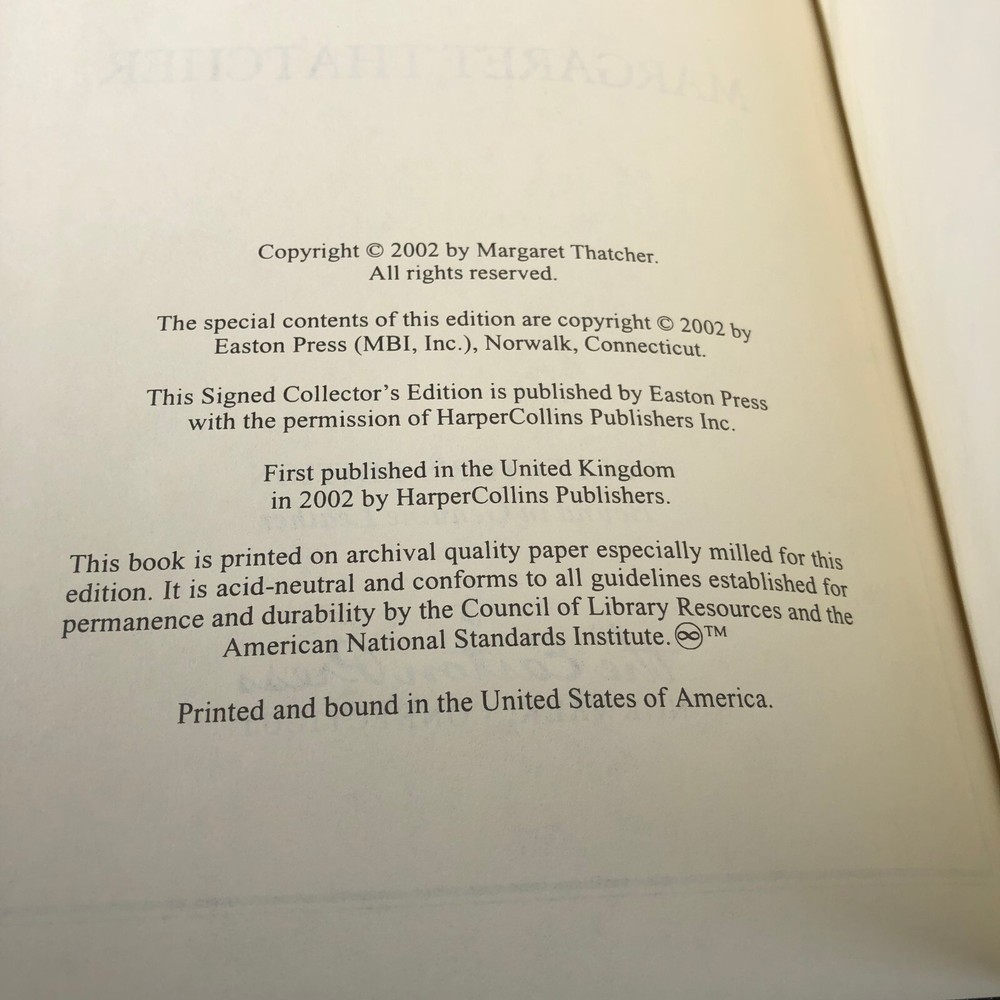 MARGARET THATCHER
Copyright © 2002 by Margaret Thatcher.
All rights reserved.
The special contents of this edition are copyright © 2002 by
Easton Press (MBI, Inc.), Norwalk, Connecticut.
This Signed Collector's Edition is published by Easton Press
with the permission of HarperCollins Publishers Inc.
First published in the United Kingdom
in 2002 by HarperCollins Publishers.
This book is printed on archival quality paper especially milled for this
edition. It is acid-neutral and conforms to all guidelines established for
permanence and durability by the Council of Library Resources and the
American National Standards Institute. ♾™
Printed and bound in the United States of America.